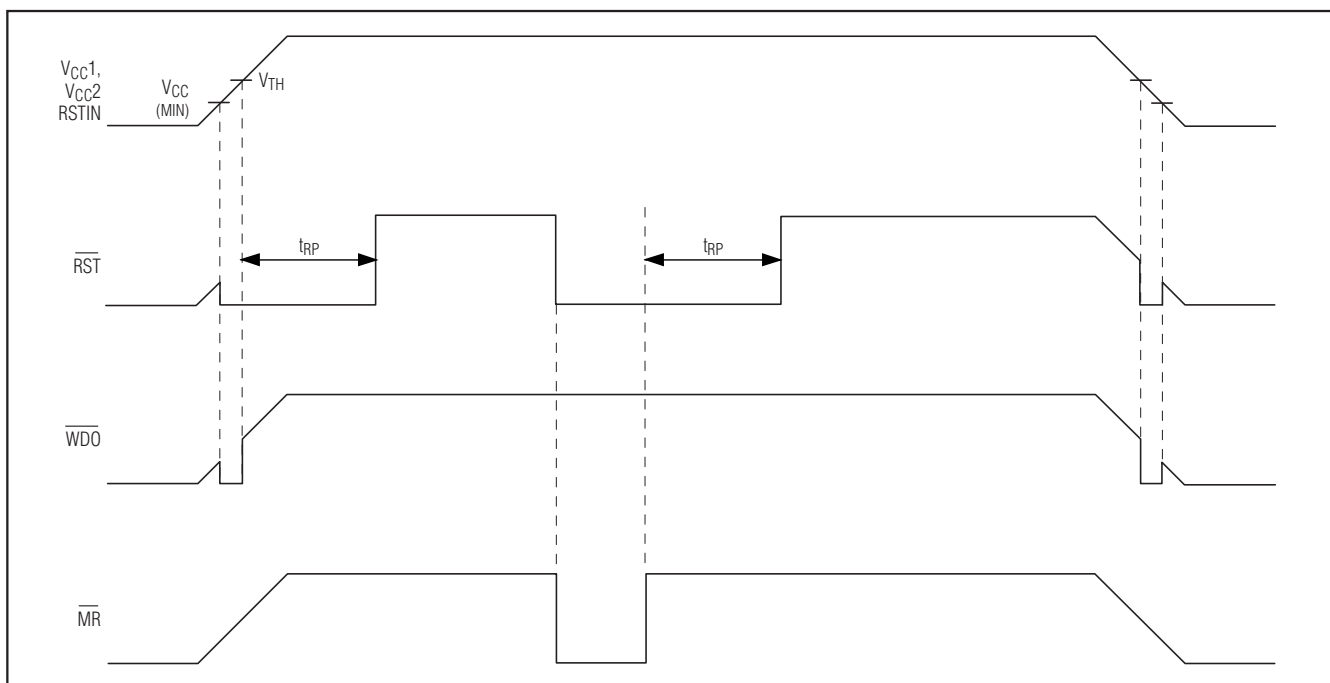 VCC1,
VCC2
RSTIN
VCC
(MIN)
VTH
RST
tRP
tRP
WDO
MR